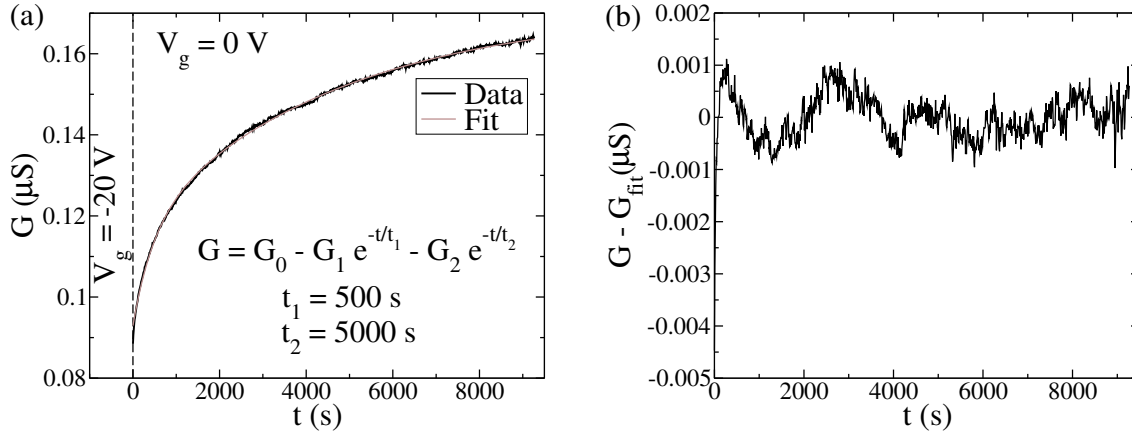 (a)
V_g = 0 V
V_g = -20 V
G (μS)
0.16
0.14
0.12
0.1
0.08
Data
Fit
G = G_0 - G_1 e^{-t/t_1} - G_2 e^{-t/t_2}
t_1 = 500 s
t_2 = 5000 s
0 2000 4000 6000 8000
t (s)
(b)
G - G_fit (μS)
0.002
0.001
0
-0.001
-0.002
-0.003
-0.004
-0.005
0 2000 4000 6000 8000
t (s)